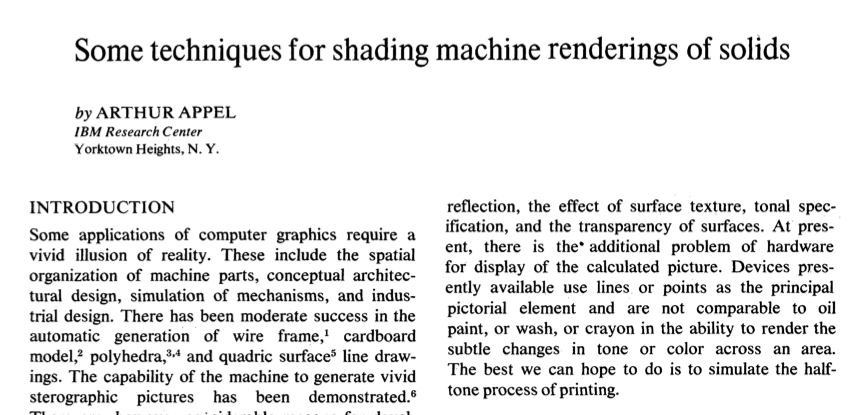 Some techniques for shading machine renderings of solids
by ARTHUR APPEL
IBM Research Center
Yorktown Heights, N. Y.
INTRODUCTION
Some applications of computer graphics require a
vivid illusion of reality. These include the spatial
organization of machine parts, conceptual architec-
tural design, simulation of mechanisms, and indus-
trial design. There has been moderate success in the
automatic generation of wire frame,¹ cardboard
model,² polyhedra,³,⁴ and quadric surface⁵ line draw-
ings. The capability of the machine to generate vivid
sterographic pictures has been demonstrated.⁶
reflection, the effect of surface texture, tonal spec-
ification, and the transparency of surfaces. At pres-
ent, there is the additional problem of hardware
for display of the calculated picture. Devices pres-
ently available use lines or points as the principal
pictorial element and are not comparable to oil
paint, or wash, or crayon in the ability to render the
subtle changes in tone or color across an area.
The best we can hope to do is to simulate the half-
tone process of printing.